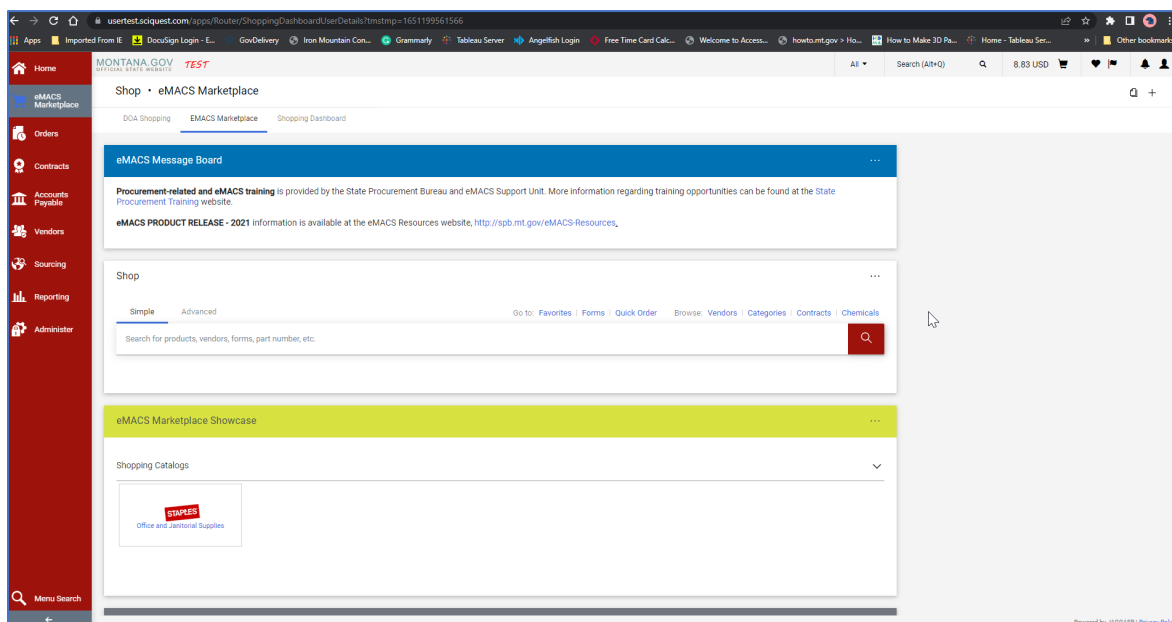 usertest.sciquest.com/apps/Router/ShoppingDashboardUserDetails?tmstmp=1651199561566
Apps Imported From IE DocuSign Login - E... GovDelivery Iron Mountain Con... Grammarly Tableau Server Angelfish Login Free Time Card Calc... Welcome to Access... howto.mt.gov > Ho... How to Make 3D Pa... Home - Tableau Ser... » Other bookmarks
Home
MONTANA.GOV
OFFICIAL STATE WEBSITE
TEST
All Search (Alt+Q) 8.83 USD
eMACS Marketplace
Orders
Contracts
Accounts Payable
Vendors
Sourcing
Reporting
Administer
Menu Search
Shop • eMACS Marketplace
DOA Shopping EMACS Marketplace Shopping Dashboard
eMACS Message Board ...
Procurement-related and eMACS training is provided by the State Procurement Bureau and eMACS Support Unit. More information regarding training opportunities can be found at the State
Procurement Training website.
eMACS PRODUCT RELEASE - 2021 information is available at the eMACS Resources website, http://spb.mt.gov/eMACS-Resources.
Shop ...
Simple Advanced Go to: Favorites | Forms | Quick Order Browse: Vendors | Categories | Contracts | Chemicals
Search for products, vendors, forms, part number, etc.
eMACS Marketplace Showcase ...
Shopping Catalogs
STAPLES
Office and Janitorial Supplies